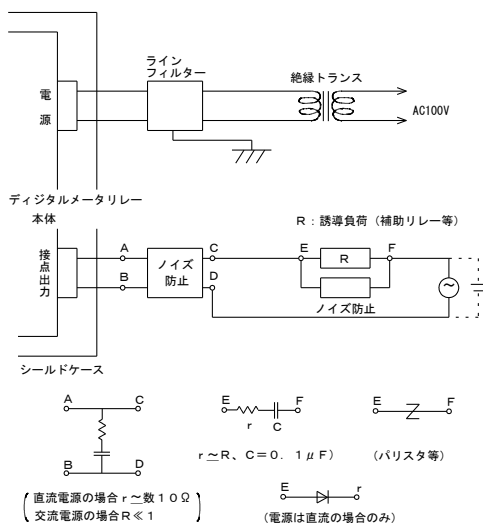 ライン
フィルター
絶縁トランス
電
源
AC100V
ディジタルメータリレー
本体
R：誘導負荷（補助リレー等）
接点出力
A
C
E
F
ノイズ
防止
R
B
D
～
ノイズ防止
シールドケース
A
C
E
F
E
F
r
C
r≃R、C＝0．1μF）
（バリスタ等）
B
D
直流電源の場合r≃数10Ω
交流電源の場合R≪1
E
r
（電源は直流の場合のみ）